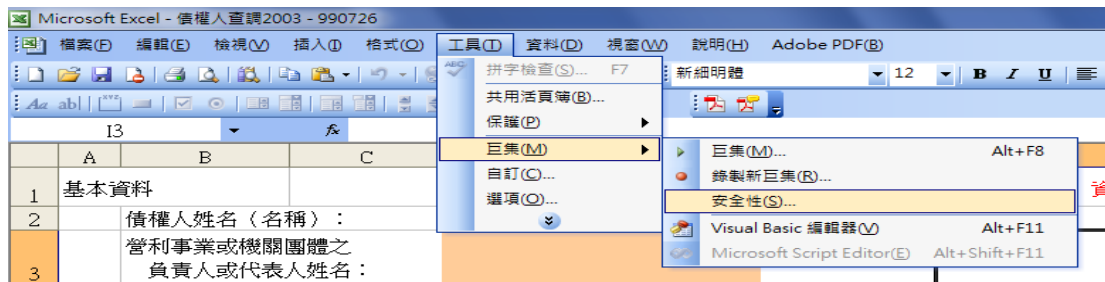 Microsoft Excel - 債權人查調2003 - 990726
檔案(F) 編輯(E) 檢視(V) 插入(I) 格式(O) 工具(T) 資料(D) 視窗(W) 說明(H) Adobe PDF(B)
拼字檢查(S)... F7
新細明體 12 B I U
共用活頁簿(B)...
保護(P)
I3 fx
巨集(M)
巨集(M)... Alt+F8
A B C
自訂(C)...
錄製新巨集(R)...
1 基本資料
選項(O)...
安全性(S)...
2 債權人姓名（名稱）：
Visual Basic 編輯器(V) Alt+F11
3 營利事業或機關團體之
負責人或代表人姓名：
Microsoft Script Editor(E) Alt+Shift+F11